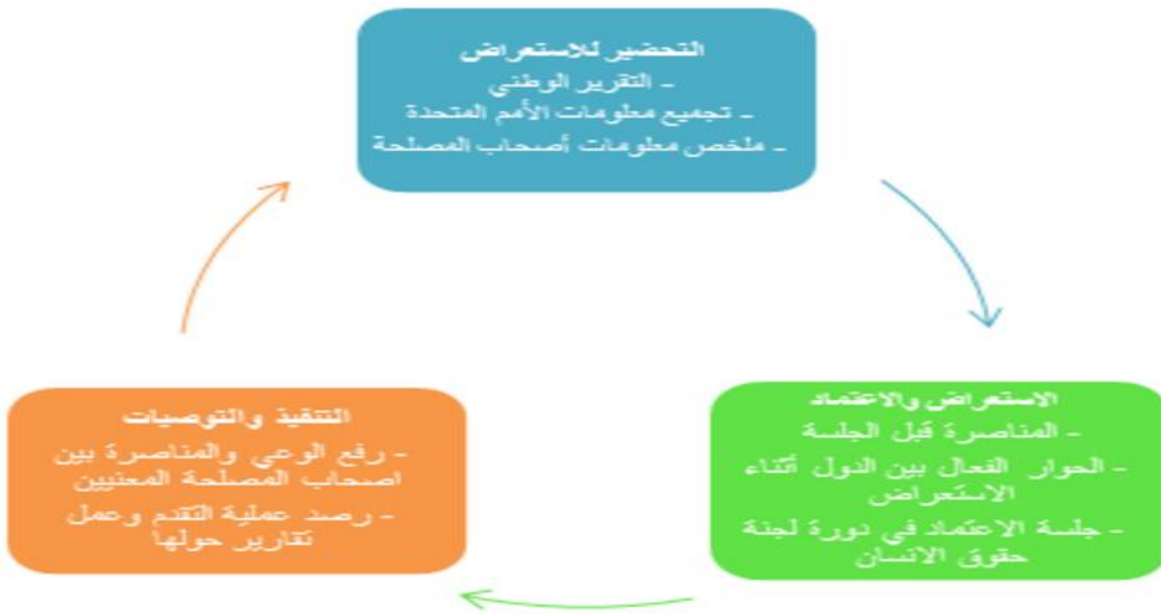 التحضير للاستعراض
- التقرير الوطني
- تجميع معلومات الأمم المتحدة
- ملخص معلومات أصحاب المصلحة
الاستعراض والاعتماد
- المناصرة قبل الجلسة
- الحوار الفعال بين الدول أثناء
الاستعراض
- جلسة الاعتماد في دورة لجنة
حقوق الانسان
التنفيذ والتوصيات
- رفع الوعي والمناصرة بين
اصحاب المصلحة المعنيين
- رصد عملية التقدم وعمل
تقارير حولها